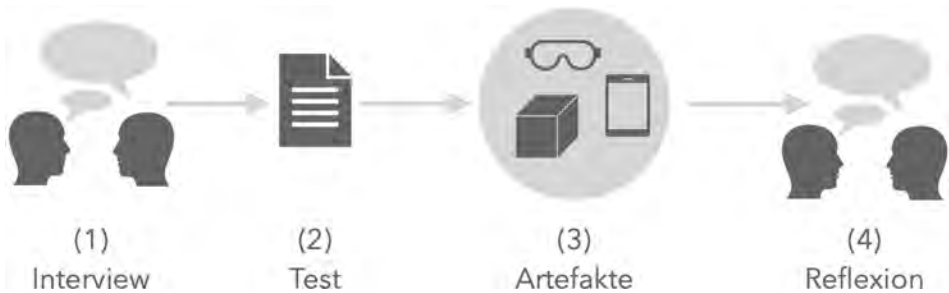 (1)
Interview
(2)
Test
(3)
Artefakte
(4)
Reflexion